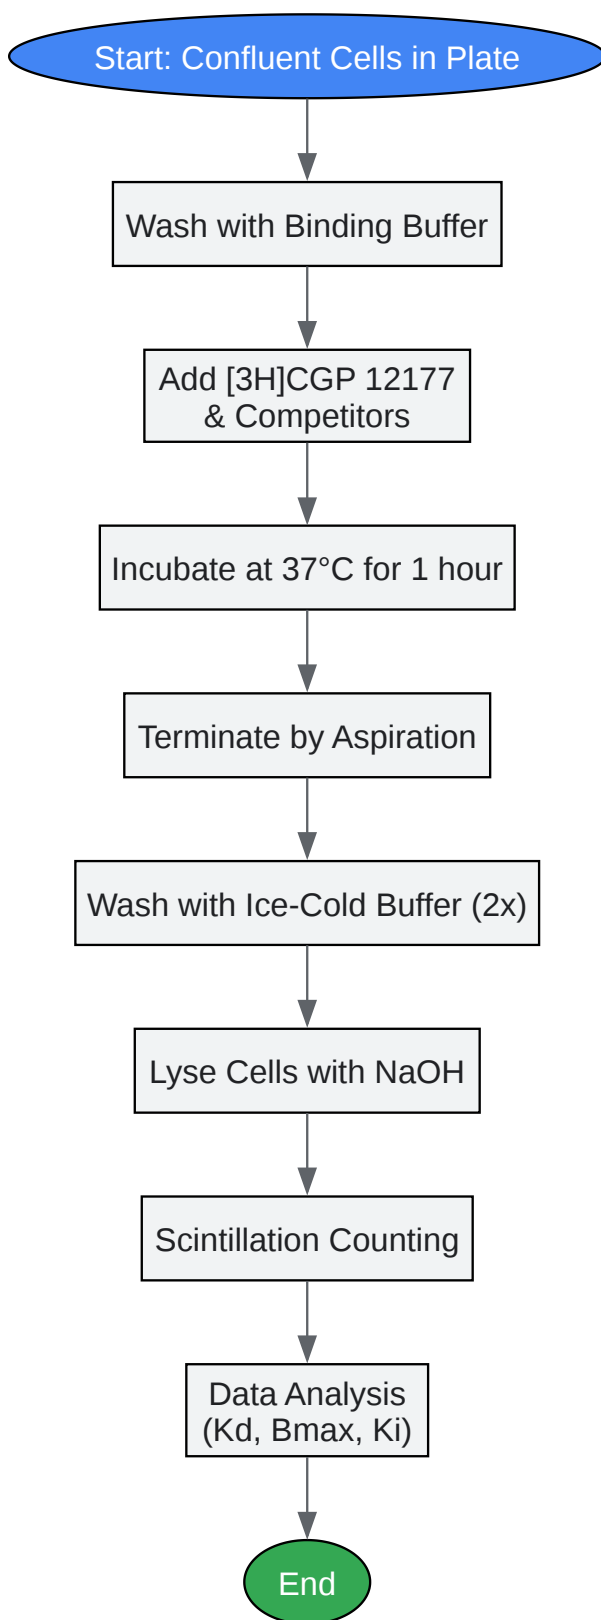 Start: Confluent Cells in Plate
Wash with Binding Buffer
Add [3H]CGP 12177
& Competitors
Incubate at 37°C for 1 hour
Terminate by Aspiration
Wash with Ice-Cold Buffer (2x)
Lyse Cells with NaOH
Scintillation Counting
Data Analysis
(Kd, Bmax, Ki)
End